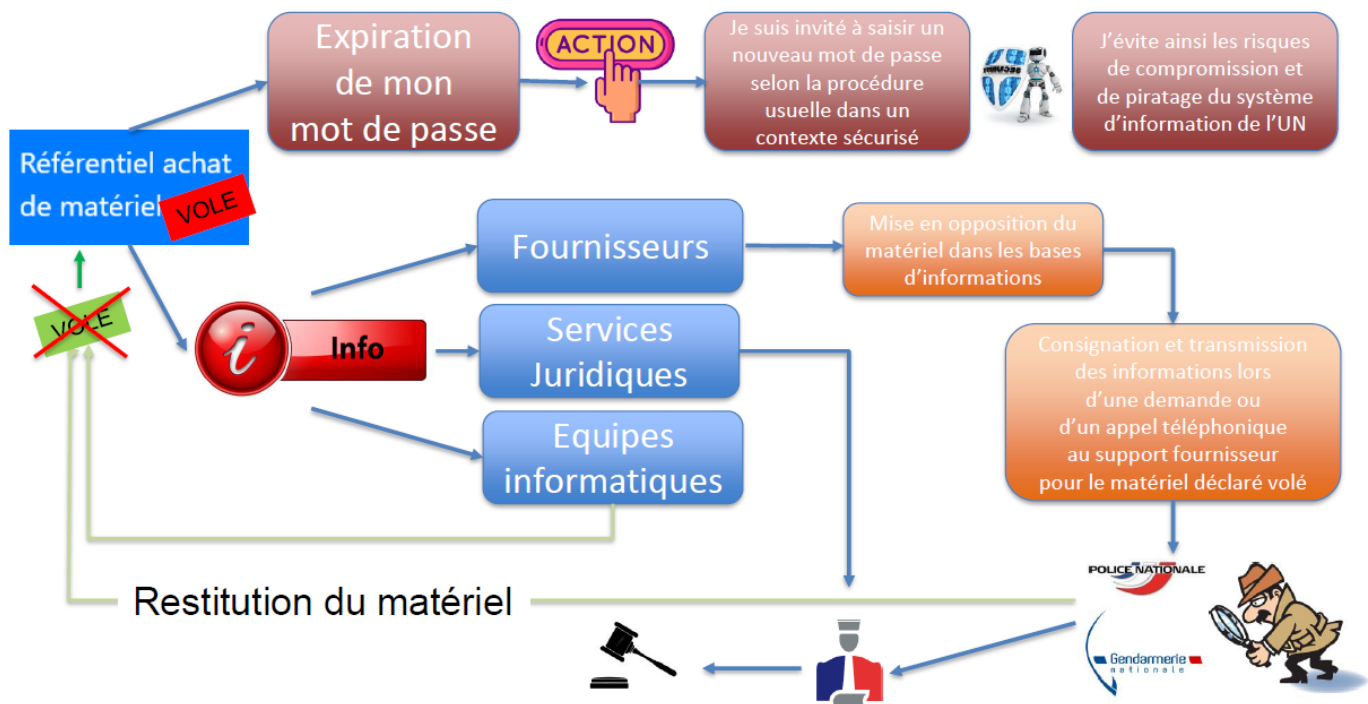 Expiration
de mon
mot de passe
ACTION
Je suis invité à saisir un
nouveau mot de passe
selon la procédure
usuelle dans un
contexte sécurisé
J'évite ainsi les risques
de compromission et
de piratage du système
d'information de l'UN
Référentiel achat
de matériel
VOLE
Fournisseurs
Mise en opposition du
matériel dans les bases
d'informations
VOLE
i Info
Services
Juridiques
Consignation et transmission
des informations lors
d'une demande ou
d'un appel téléphonique
au support fournisseur
pour le matériel déclaré volé
Equipes
informatiques
POLICE NATIONALE
Restitution du matériel
Gendarmerie
nationale